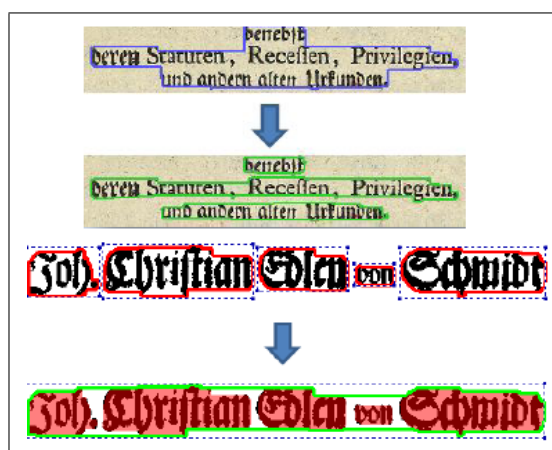 benebſt
deren Statuten, Receſſen, Privilegien,
und andern alten Urkunden.
benebſt
deren Statuten, Receſſen, Privilegien,
und andern alten Urkunden.
Joh. Chriſtian Edlen von Schmidt
Joh. Chriſtian Edlen von Schmidt